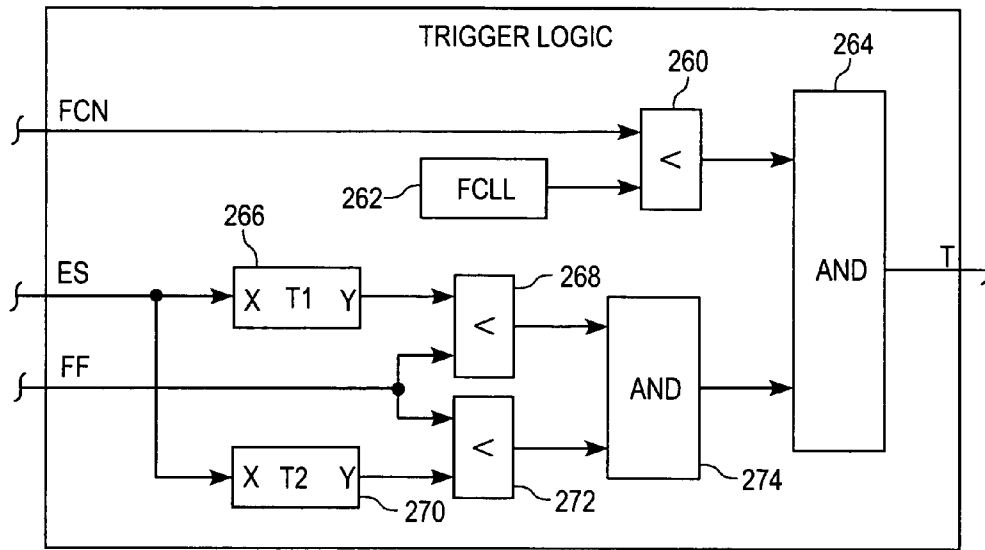 TRIGGER LOGIC
260
264
FCN
<
262
FCLL
266
ES
X T1 Y
268
<
AND
T
FF
AND
<
X T2 Y
270
272
274